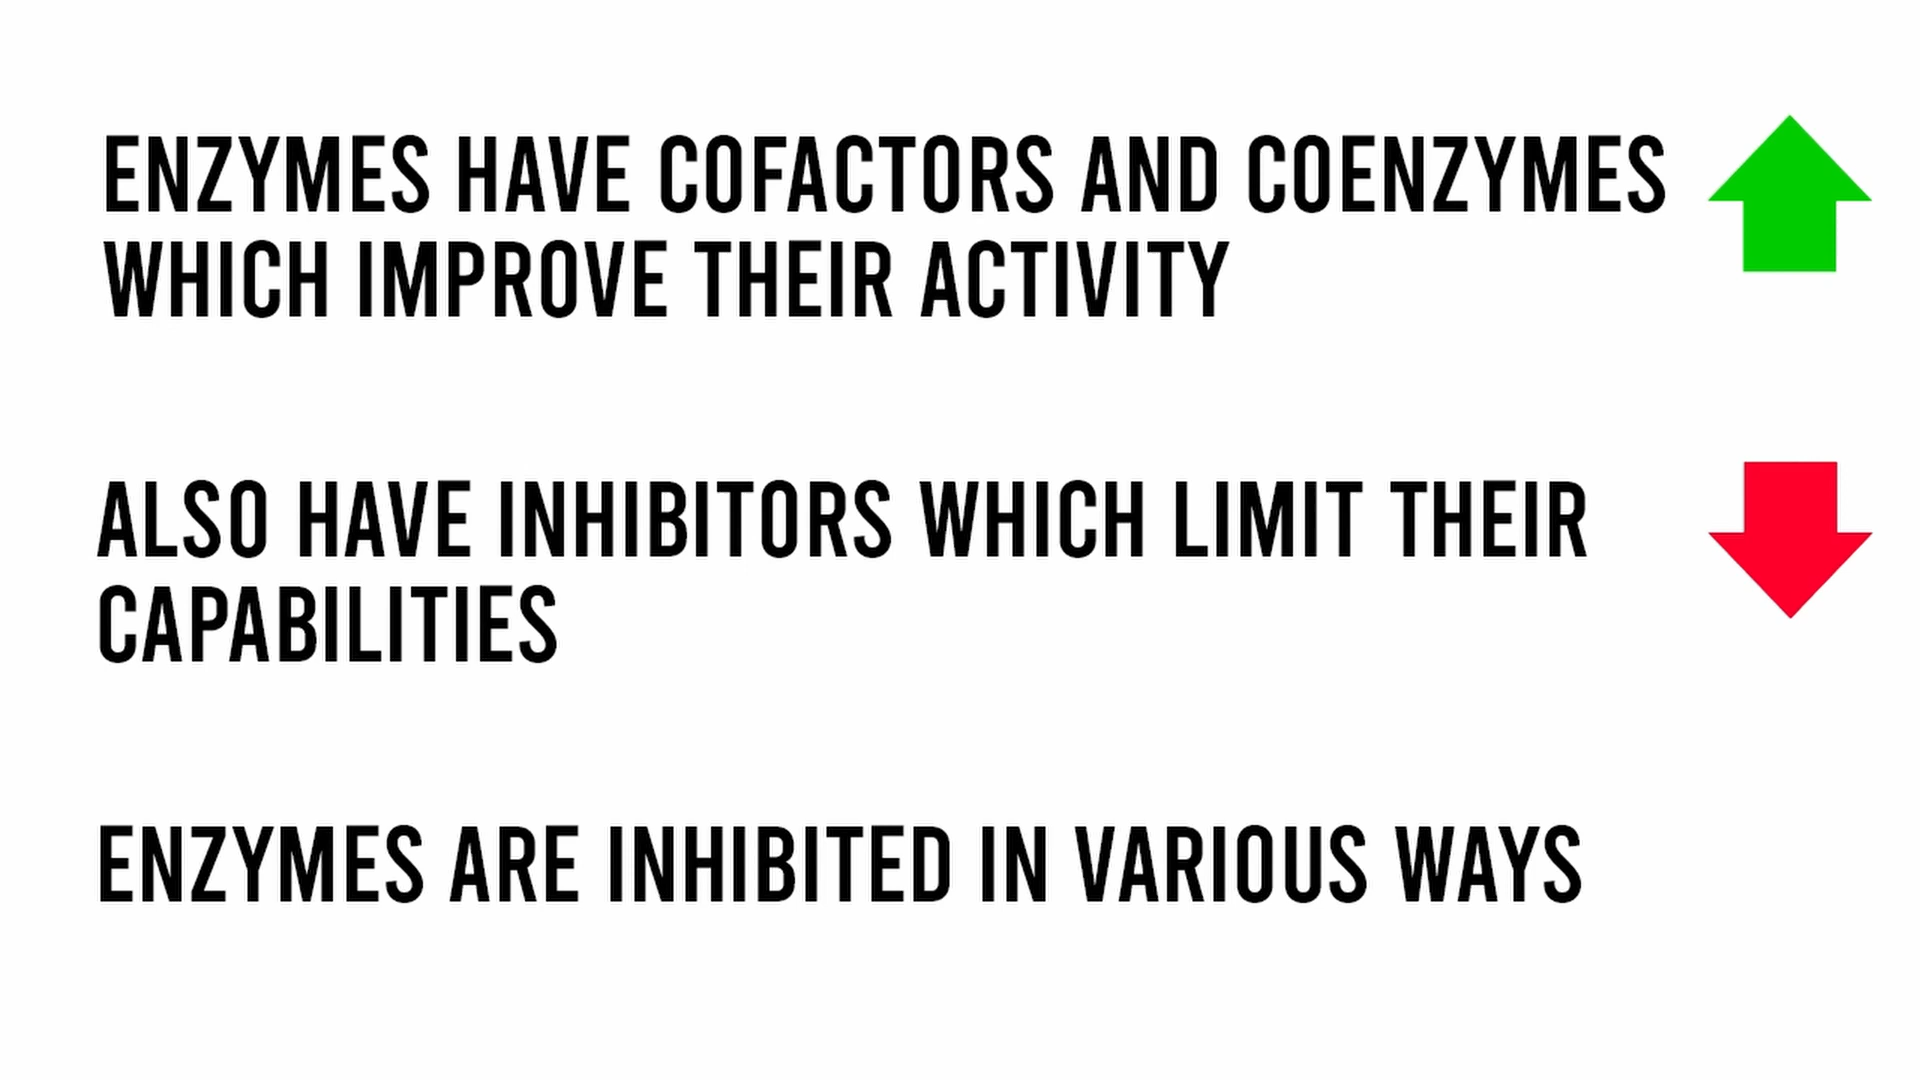 ENZYMES HAVE COFACTORS AND COENZYMES
WHICH IMPROVE THEIR ACTIVITY
ALSO HAVE INHIBITORS WHICH LIMIT THEIR
CAPABILITIES
ENZYMES ARE INHIBITED IN VARIOUS WAYS